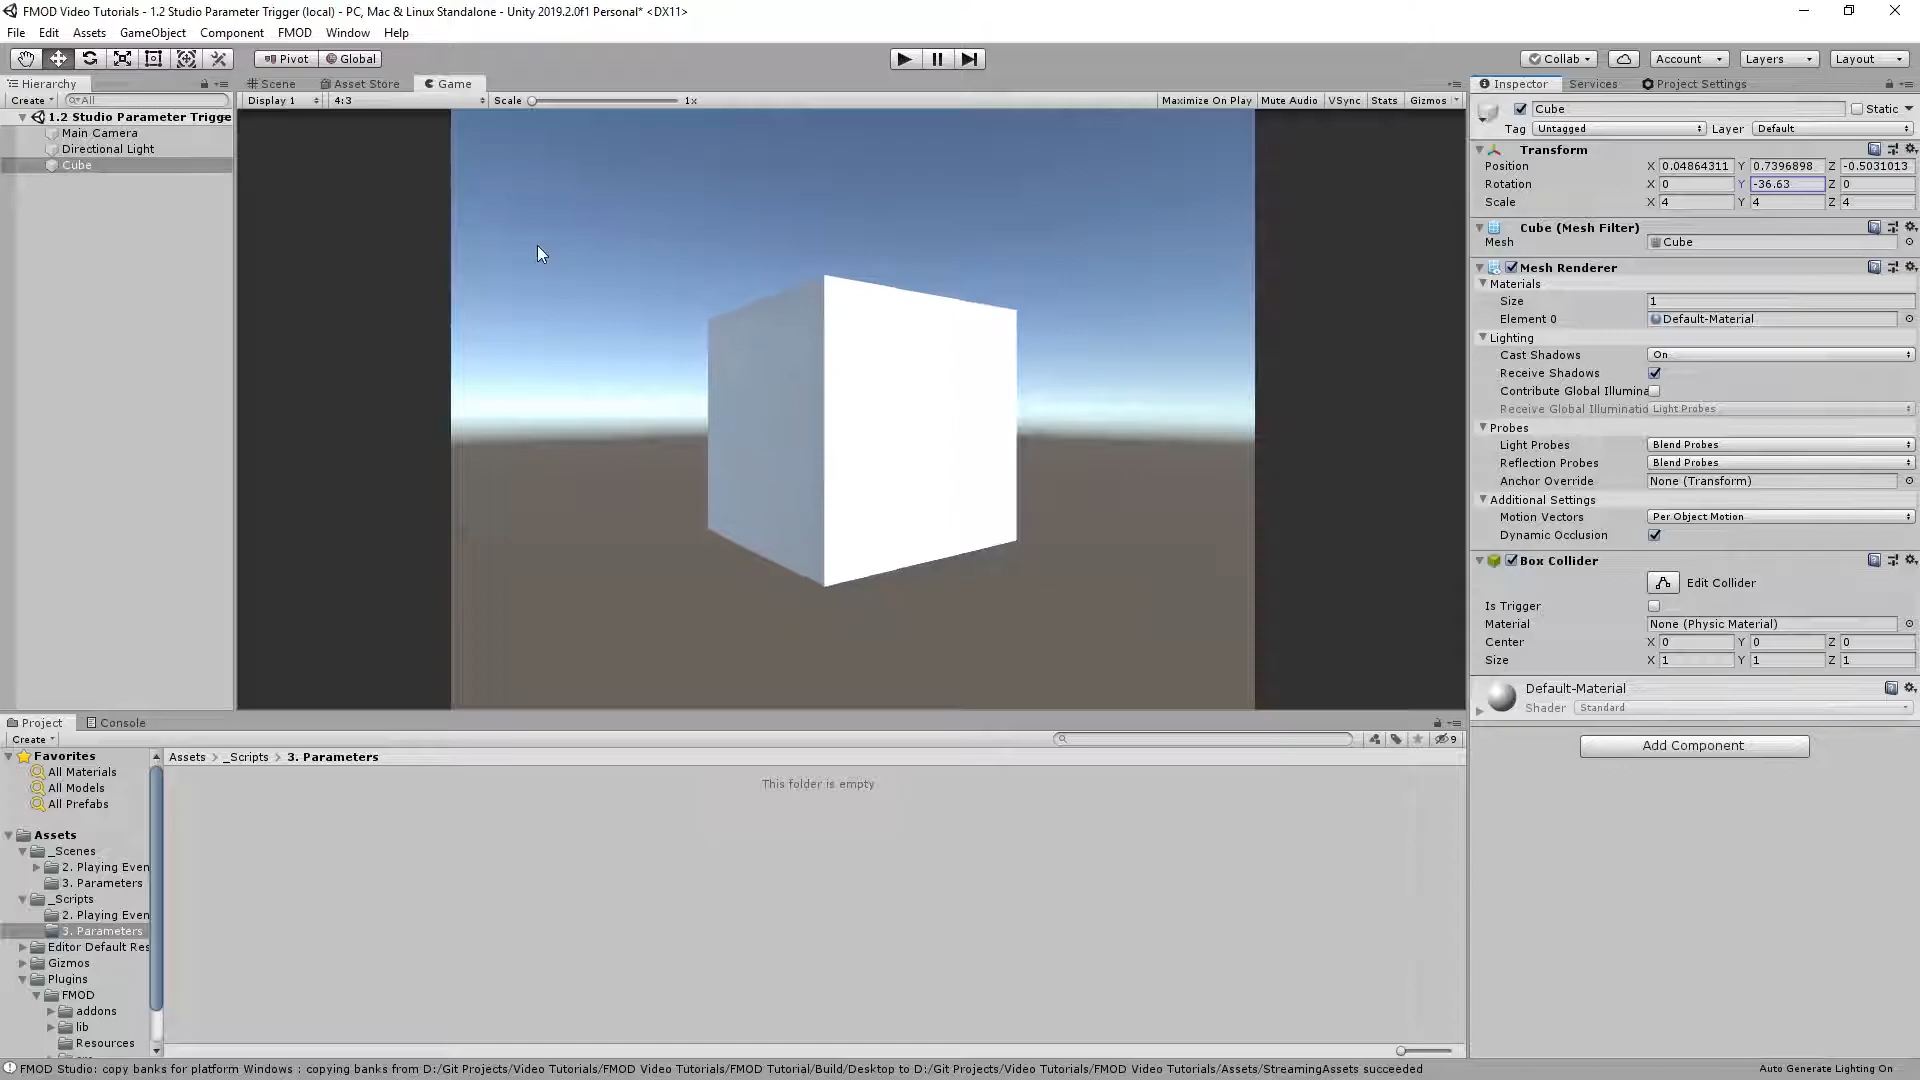 FMOD Video Tutorials - 1.2 Studio Parameter Trigger (local) - PC, Mac & Linux Standalone - Unity 2019.2.0f1 Personal* <DX11>
File Edit Assets GameObject Component FMOD Window Help
Pivot Global Collab Account Layers Layout
Hierarchy Scene Asset Store Game Inspector Services Project Settings
Create All Display 1 4:3 Scale 1x Maximize On Play Mute Audio VSync Stats Gizmos
1.2 Studio Parameter Trigge
Main Camera
Directional Light
Cube
Cube Static
Tag Untagged Layer Default
Transform
Position X 0.04864311 Y 0.7396898 Z -0.5031013
Rotation X 0 Y -36.63 Z 0
Scale X 4 Y 4 Z 4
Cube (Mesh Filter)
Mesh Cube
Mesh Renderer
Materials
Size 1
Element 0 Default-Material
Lighting
Cast Shadows On
Receive Shadows
Contribute Global Illumina
Receive Global Illuminatio Light Probes
Probes
Light Probes Blend Probes
Reflection Probes Blend Probes
Anchor Override None (Transform)
Additional Settings
Motion Vectors Per Object Motion
Dynamic Occlusion
Box Collider
Edit Collider
Is Trigger
Material None (Physic Material)
Center X 0 Y 0 Z 0
Size X 1 Y 1 Z 1
Default-Material
Shader Standard
Add Component
Project Console
Create 9
Favorites
All Materials
All Models
All Prefabs
Assets
_Scenes
2. Playing Even
3. Parameters
_Scripts
2. Playing Even
3. Parameters
Editor Default Res
Gizmos
Plugins
FMOD
addons
lib
Resources
Assets > _Scripts > 3. Parameters
This folder is empty
FMOD Studio: copy banks for platform Windows : copying banks from D:/Git Projects/Video Tutorials/FMOD Video Tutorials/FMOD Tutorial/Build/Desktop to D:/Git Projects/Video Tutorials/FMOD Video Tutorials/Assets/StreamingAssets succeeded
Auto Generate Lighting On